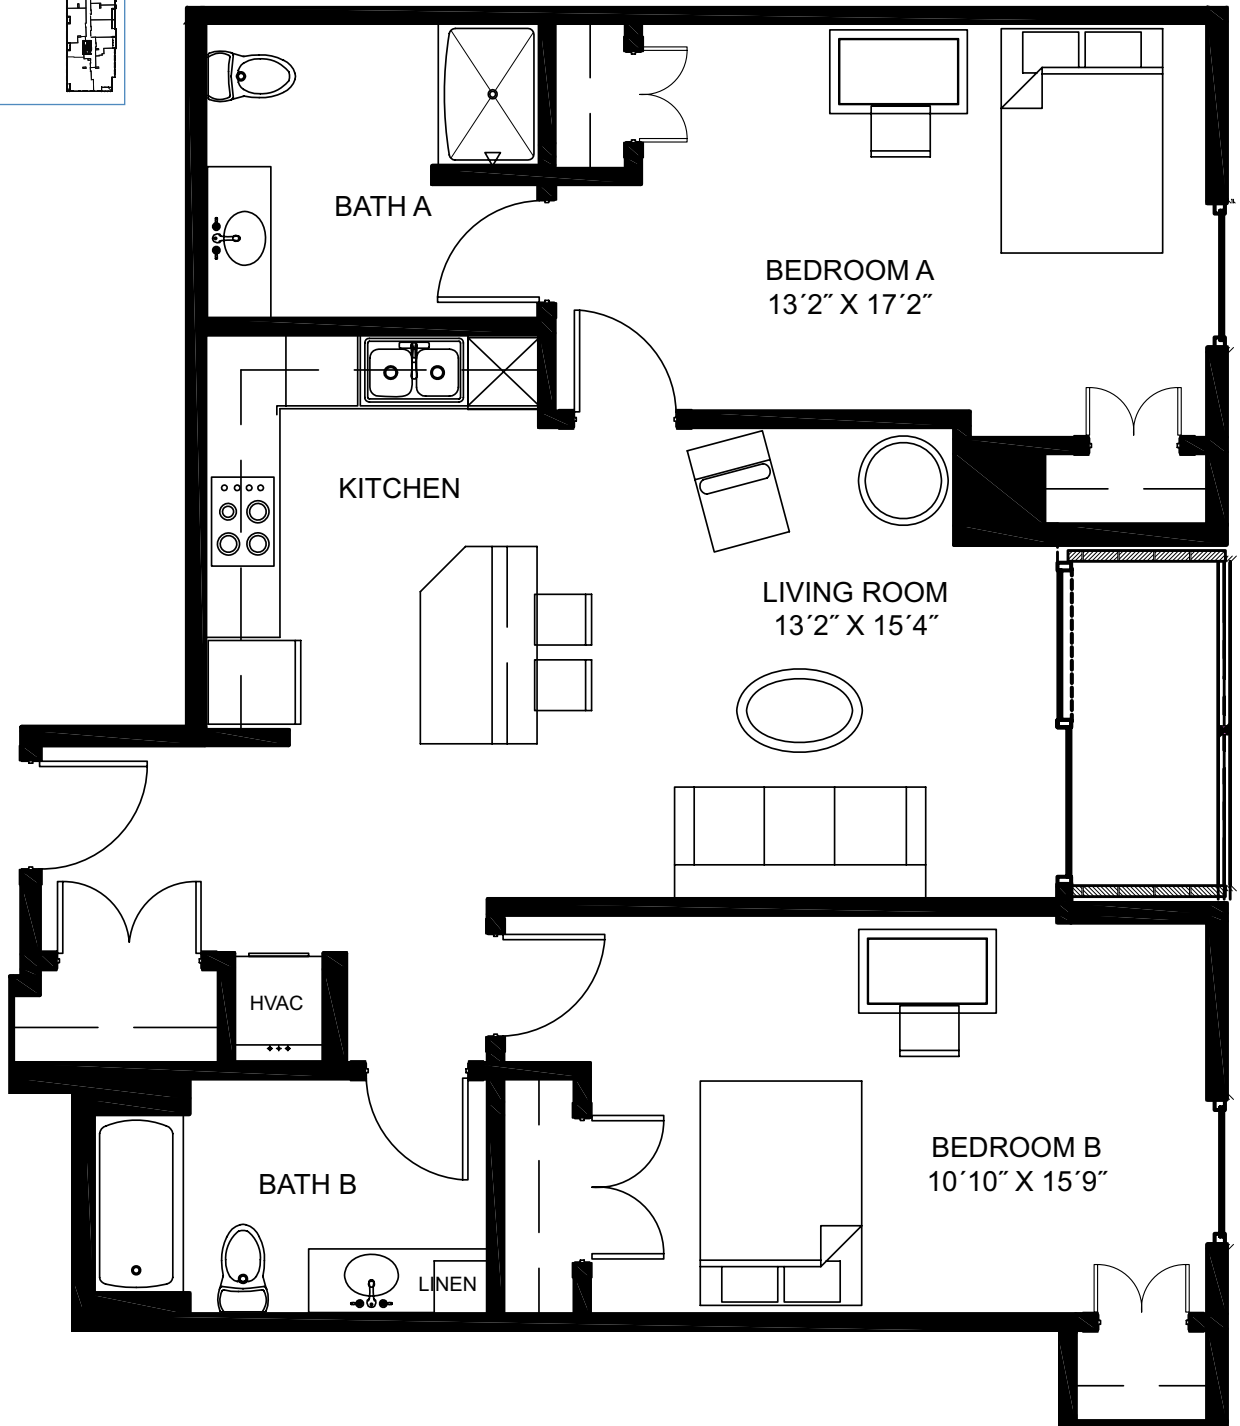 BATH A
BEDROOM A
13´2˝ X 17´2˝
KITCHEN
LIVING ROOM
13´2˝ X 15´4˝
HVAC
BEDROOM B
10´10˝ X 15´9˝
BATH B
LINEN